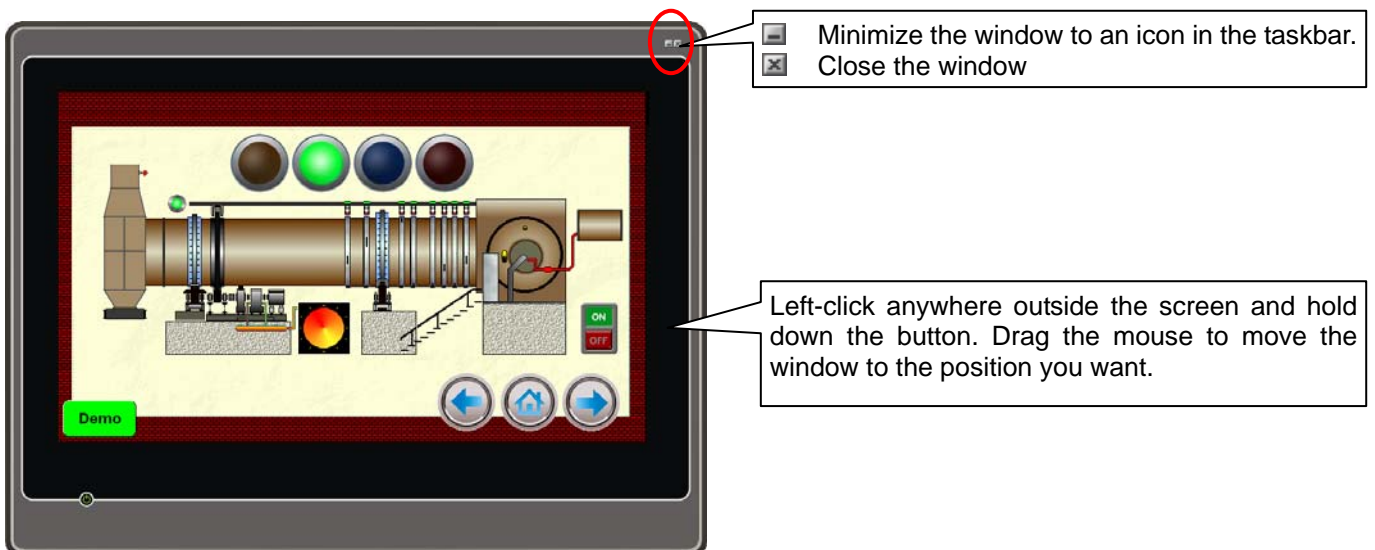 Minimize the window to an icon in the taskbar.
Close the window
Left-click anywhere outside the screen and hold
down the button. Drag the mouse to move the
window to the position you want.
ON
OFF
Demo